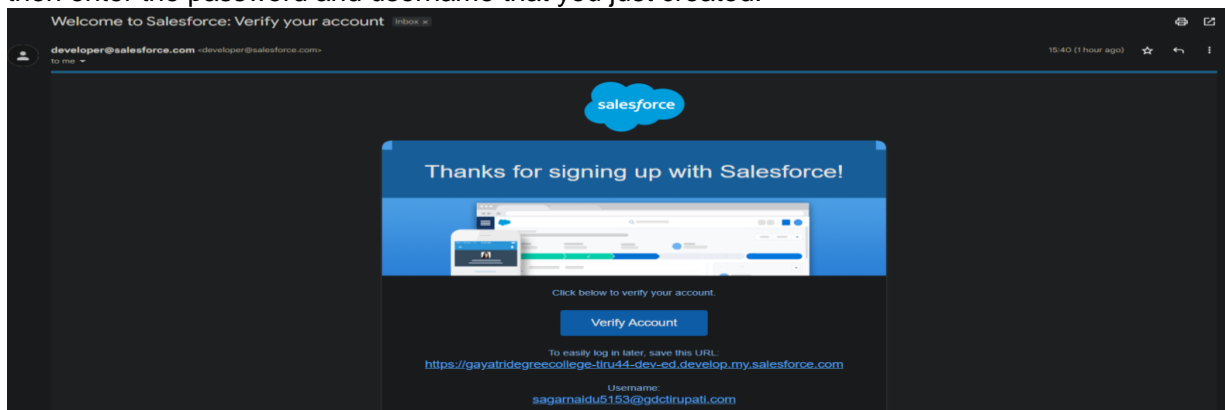 then enter the password and username that you just created.
Welcome to Salesforce: Verify your account Inbox ×
developer@salesforce.com <developer@salesforce.com>
15:40 (1 hour ago)
to me
salesforce
Thanks for signing up with Salesforce!
Click below to verify your account.
Verify Account
To easily log in later, save this URL:
https://gayatridegreecollege-tiru44-dev-ed.develop.my.salesforce.com
Username:
sagarnaidu5153@gdctirupati.com